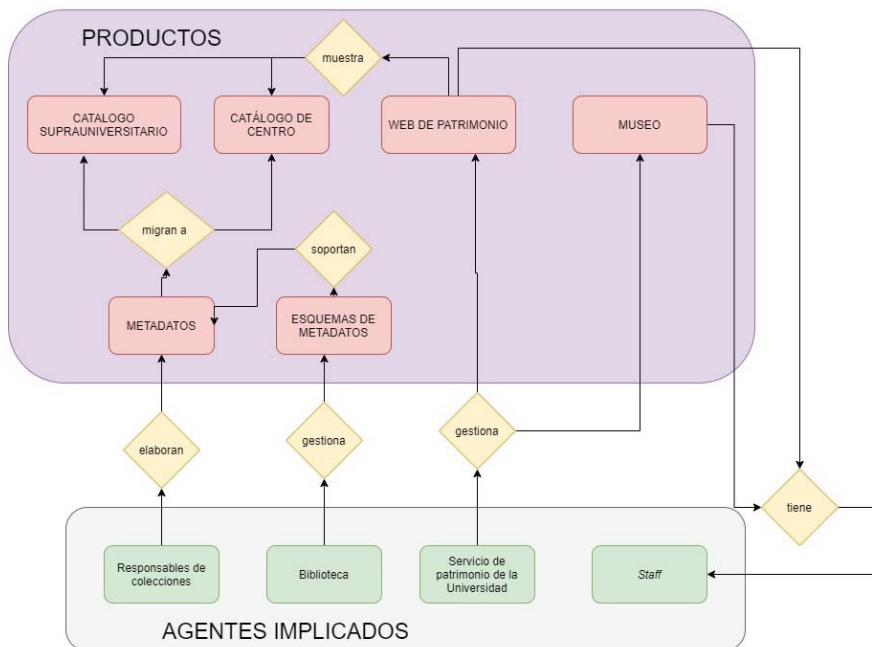 PRODUCTOS
muestra
CATALOGO
SUPRAUNIVERSITARIO
CATÁLOGO DE
CENTRO
WEB DE PATRIMONIO
MUSEO
migran a
soportan
METADATOS
ESQUEMAS DE
METADATOS
elaboran
gestiona
gestiona
tiene
Responsables de
colecciones
Biblioteca
Servicio de
patrimonio de la
Universidad
Staff
AGENTES IMPLICADOS